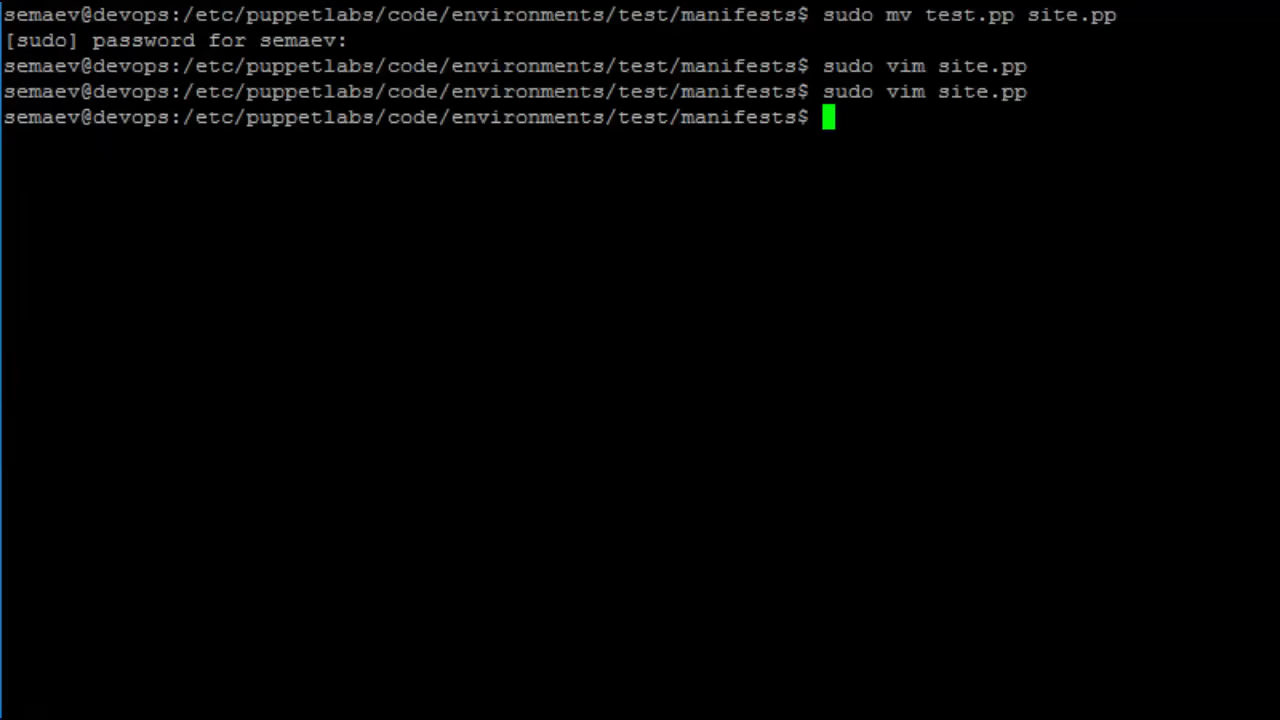 semaev@devops:/etc/puppetlabs/code/environments/test/manifests$ sudo mv test.pp site.pp
[sudo] password for semaev:
semaev@devops:/etc/puppetlabs/code/environments/test/manifests$ sudo vim site.pp
semaev@devops:/etc/puppetlabs/code/environments/test/manifests$ sudo vim site.pp
semaev@devops:/etc/puppetlabs/code/environments/test/manifests$